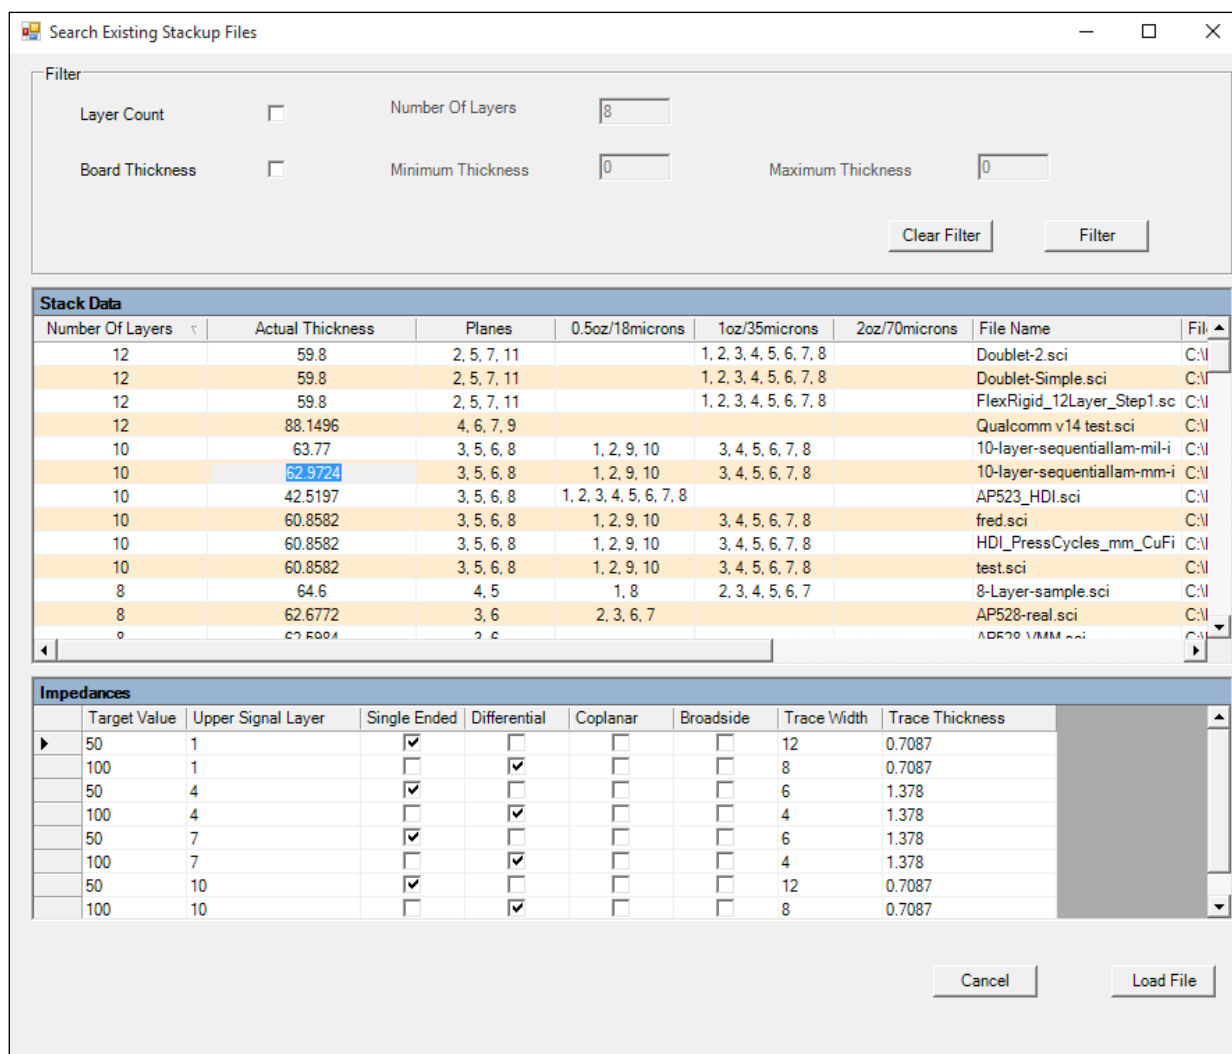 Search Existing Stackup Files
Filter
Layer Count Number Of Layers 8
Board Thickness Minimum Thickness 0 Maximum Thickness 0
Clear Filter Filter
Stack Data
Number Of Layers Actual Thickness Planes 0.5oz/18microns 1oz/35microns 2oz/70microns File Name File
12 59.8 2, 5, 7, 11 1, 2, 3, 4, 5, 6, 7, 8 Doublet-2.sci C:\I
12 59.8 2, 5, 7, 11 1, 2, 3, 4, 5, 6, 7, 8 Doublet-Simple.sci C:\I
12 59.8 2, 5, 7, 11 1, 2, 3, 4, 5, 6, 7, 8 FlexRigid_12Layer_Step1.sc C:\I
12 88.1496 4, 6, 7, 9 Qualcomm v14 test.sci C:\I
10 63.77 3, 5, 6, 8 1, 2, 9, 10 3, 4, 5, 6, 7, 8 10-layer-sequentiallam-mil-i C:\I
10 62.9724 3, 5, 6, 8 1, 2, 9, 10 3, 4, 5, 6, 7, 8 10-layer-sequentiallam-mm-i C:\I
10 42.5197 3, 5, 6, 8 1, 2, 3, 4, 5, 6, 7, 8 AP523_HDI.sci C:\I
10 60.8582 3, 5, 6, 8 1, 2, 9, 10 3, 4, 5, 6, 7, 8 fred.sci C:\I
10 60.8582 3, 5, 6, 8 1, 2, 9, 10 3, 4, 5, 6, 7, 8 HDI_PressCycles_mm_CuFi C:\I
10 60.8582 3, 5, 6, 8 1, 2, 9, 10 3, 4, 5, 6, 7, 8 test.sci C:\I
8 64.6 4, 5 1, 8 2, 3, 4, 5, 6, 7 8-Layer-sample.sci C:\I
8 62.6772 3, 6 2, 3, 6, 7 AP528-real.sci C:\I
8 62.5984 3, 6 AP528-VMM.sci C:\I
Impedances
Target Value Upper Signal Layer Single Ended Differential Coplanar Broadside Trace Width Trace Thickness
50 1 12 0.7087
100 1 8 0.7087
50 4 6 1.378
100 4 4 1.378
50 7 6 1.378
100 7 4 1.378
50 10 12 0.7087
100 10 8 0.7087
Cancel Load File